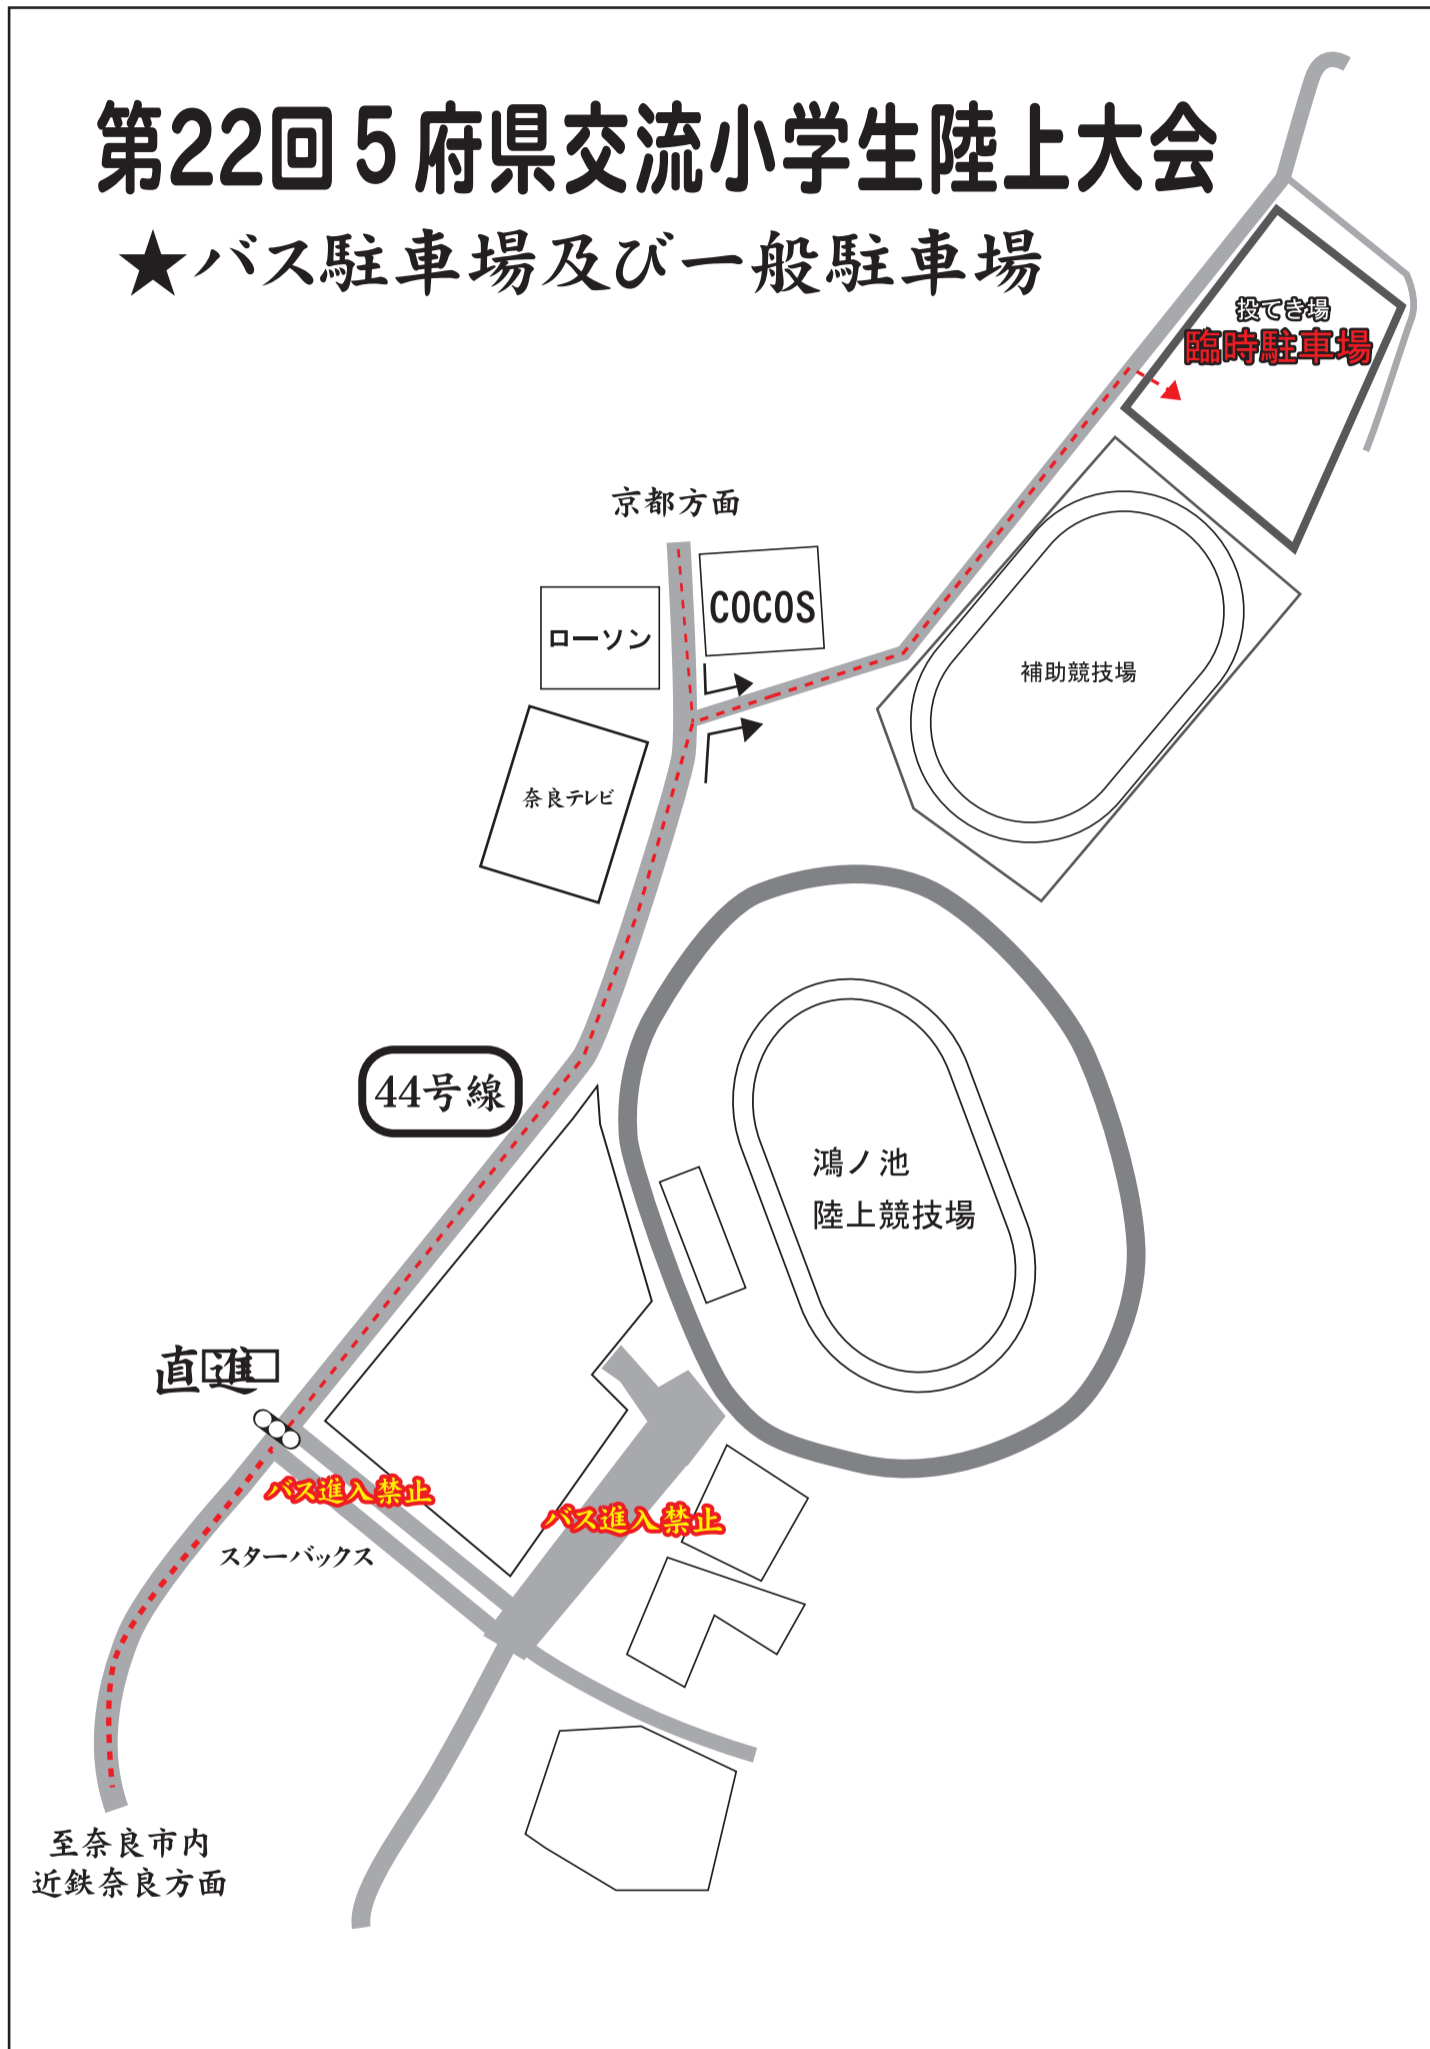 第22回５府県交流小学生陸上大会
★バス駐車場及び一般駐車場
投てき場
臨時駐車場
京都方面
COCOS
ローソン
補助競技場
奈良テレビ
44号線
鴻ノ池
陸上競技場
直進
バス進入禁止
バス進入禁止
スターバックス
至奈良市内
近鉄奈良方面